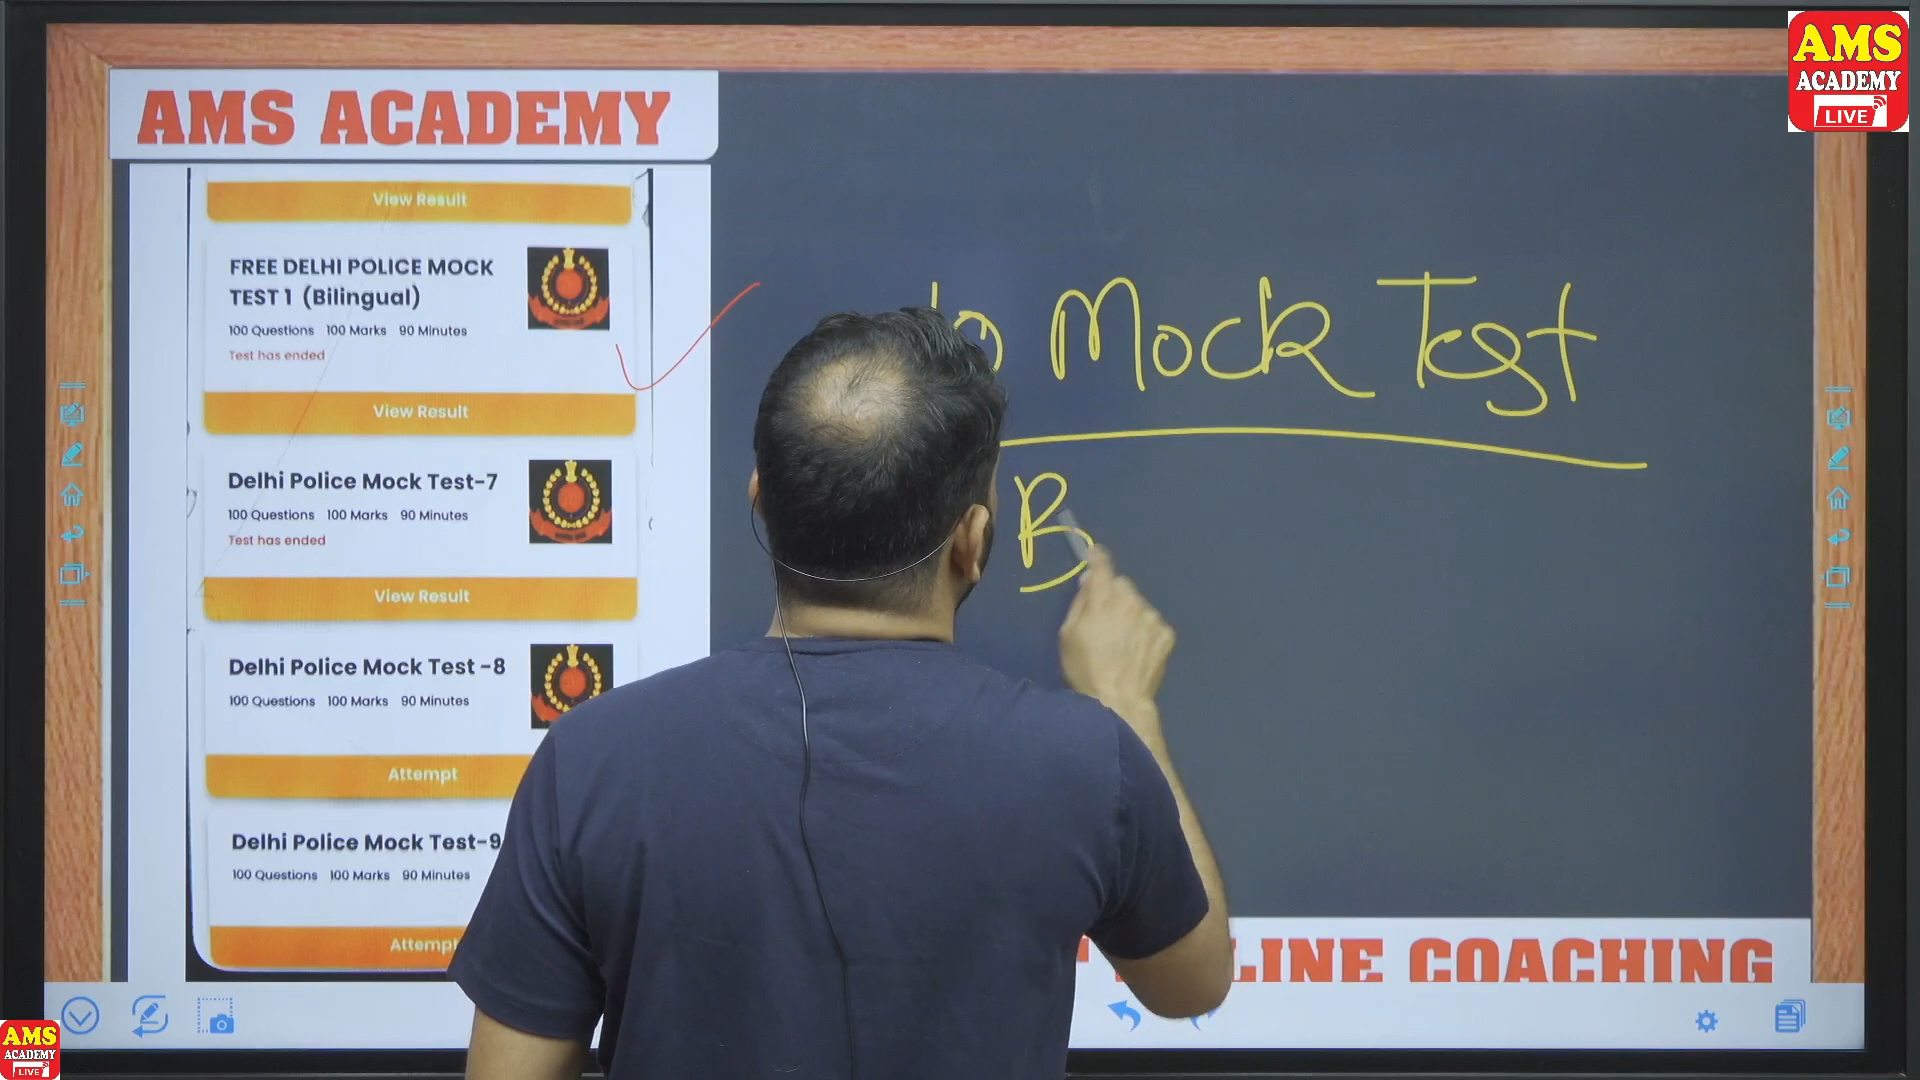 AMS
ACADEMY
LIVE
AMS ACADEMY
View Result
FREE DELHI POLICE MOCK
TEST 1 (Bilingual)
100 Questions 100 Marks 90 Minutes
Test has ended
View Result
Delhi Police Mock Test-7
100 Questions 100 Marks 90 Minutes
Test has ended
View Result
Delhi Police Mock Test -8
100 Questions 100 Marks 90 Minutes
Attempt
Delhi Police Mock Test-9
100 Questions 100 Marks 90 Minutes
Attempt
Mock Test
B
LINE COACHING
AMS
ACADEMY
LIVE